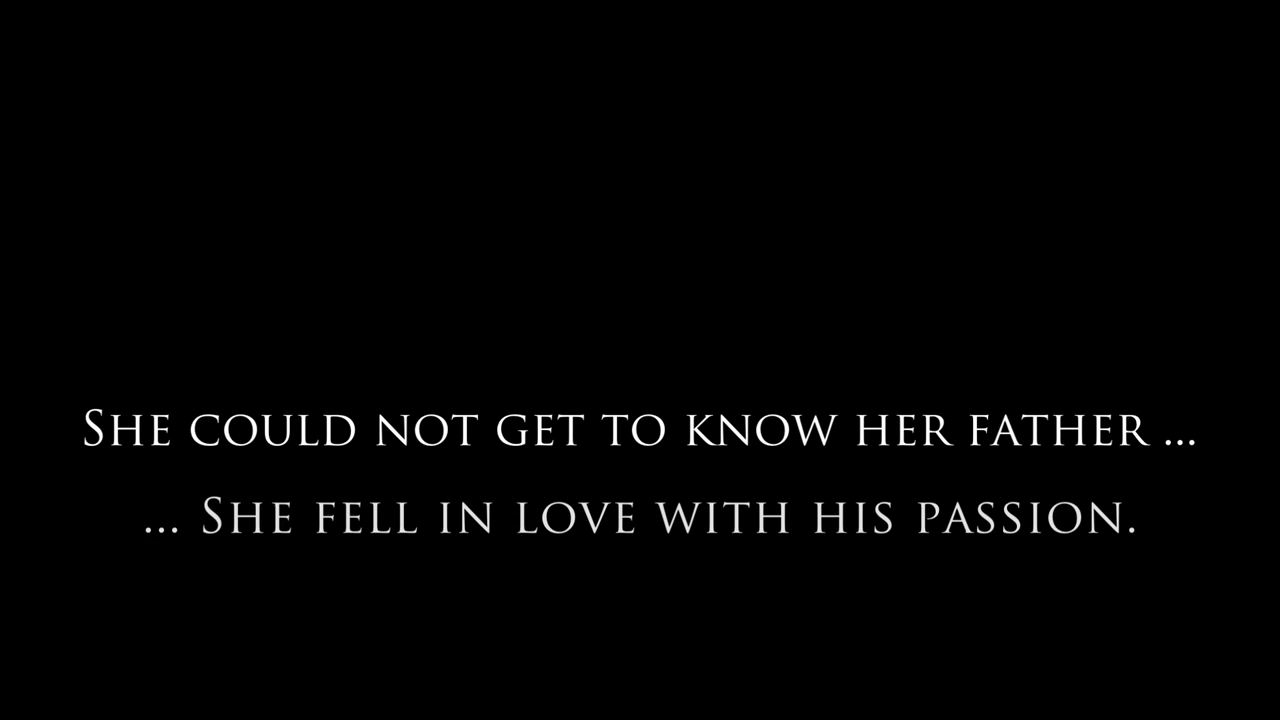 She could not get to know her father ...
... She fell in love with his passion.